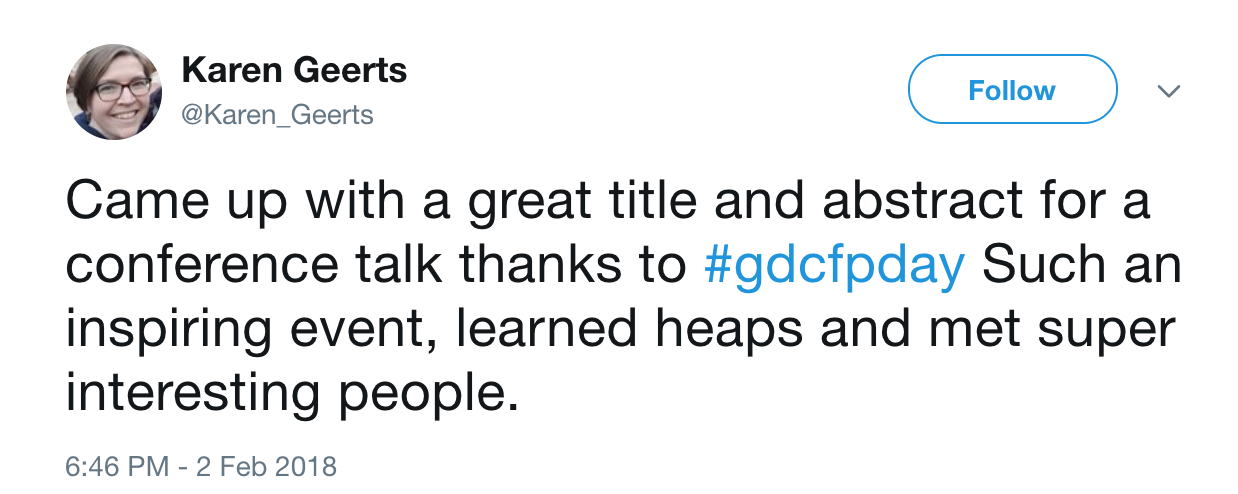 Karen Geerts
@Karen_Geerts
Follow
Came up with a great title and abstract for a
conference talk thanks to #gdcfpday Such an
inspiring event, learned heaps and met super
interesting people.
6:46 PM - 2 Feb 2018